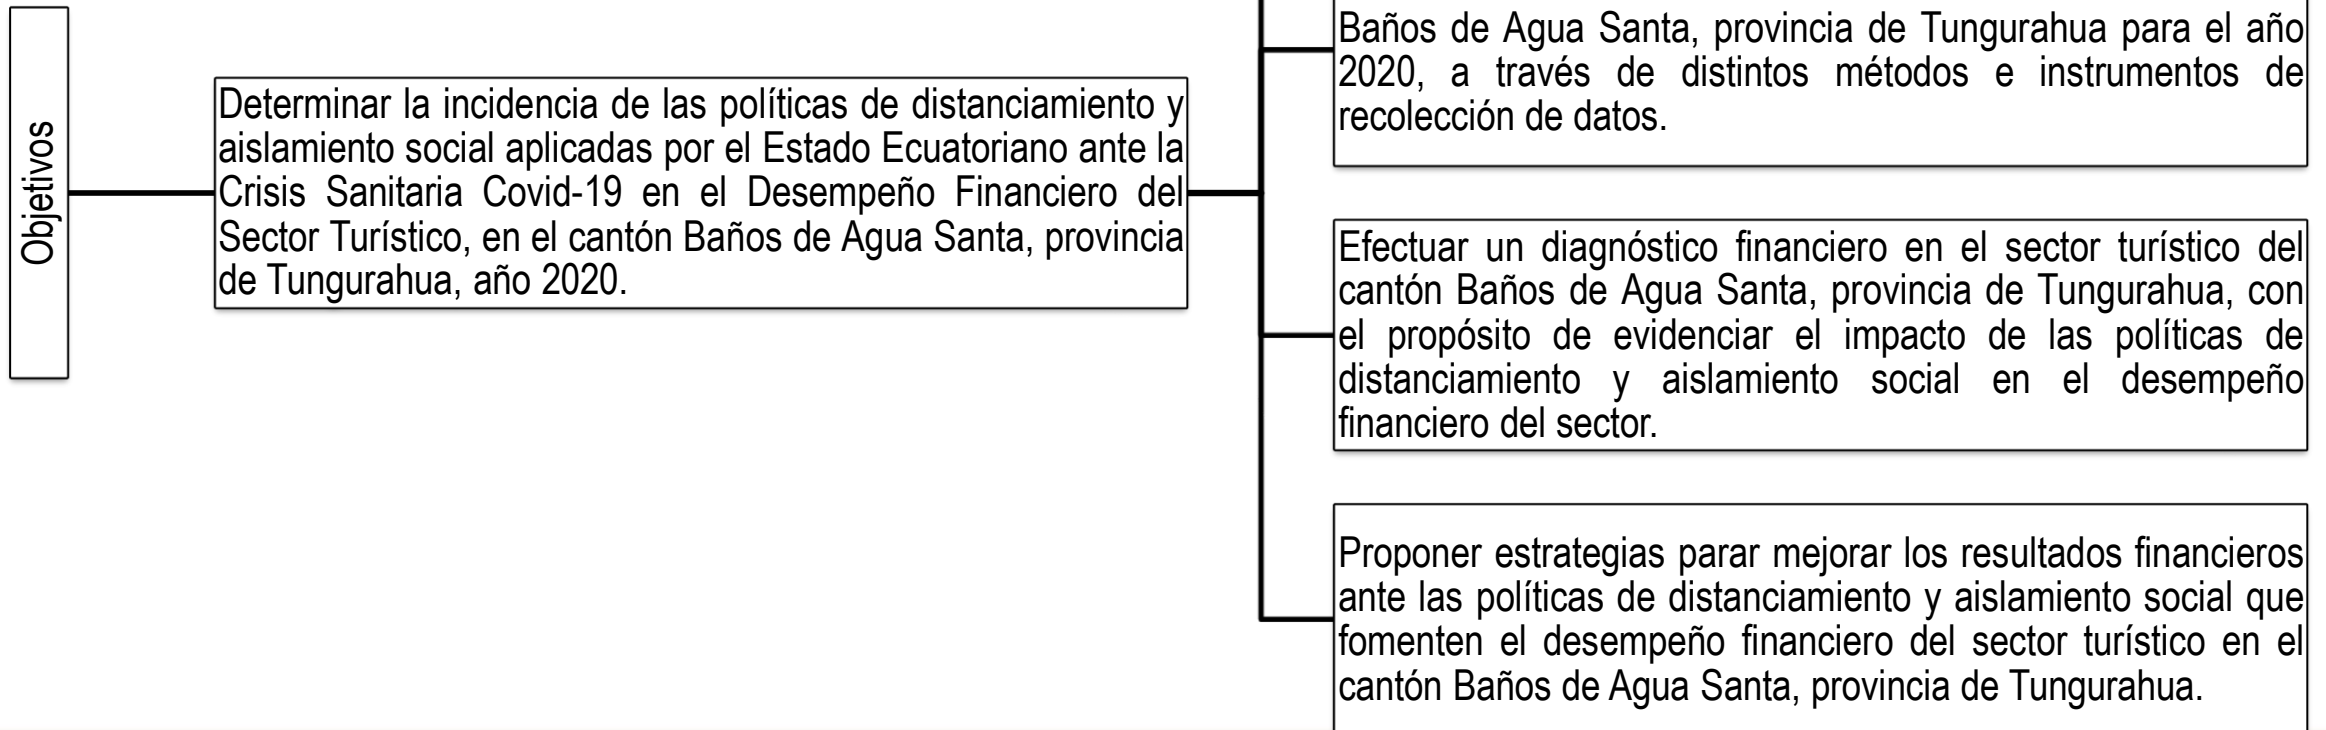 Objetivos
Determinar la incidencia de las políticas de distanciamiento y
aislamiento social aplicadas por el Estado Ecuatoriano ante la
Crisis Sanitaria Covid-19 en el Desempeño Financiero del
Sector Turístico, en el cantón Baños de Agua Santa, provincia
de Tungurahua, año 2020.
Baños de Agua Santa, provincia de Tungurahua para el año
2020, a través de distintos métodos e instrumentos de
recolección de datos.
Efectuar un diagnóstico financiero en el sector turístico del
cantón Baños de Agua Santa, provincia de Tungurahua, con
el propósito de evidenciar el impacto de las políticas de
distanciamiento y aislamiento social en el desempeño
financiero del sector.
Proponer estrategias parar mejorar los resultados financieros
ante las políticas de distanciamiento y aislamiento social que
fomenten el desempeño financiero del sector turístico en el
cantón Baños de Agua Santa, provincia de Tungurahua.